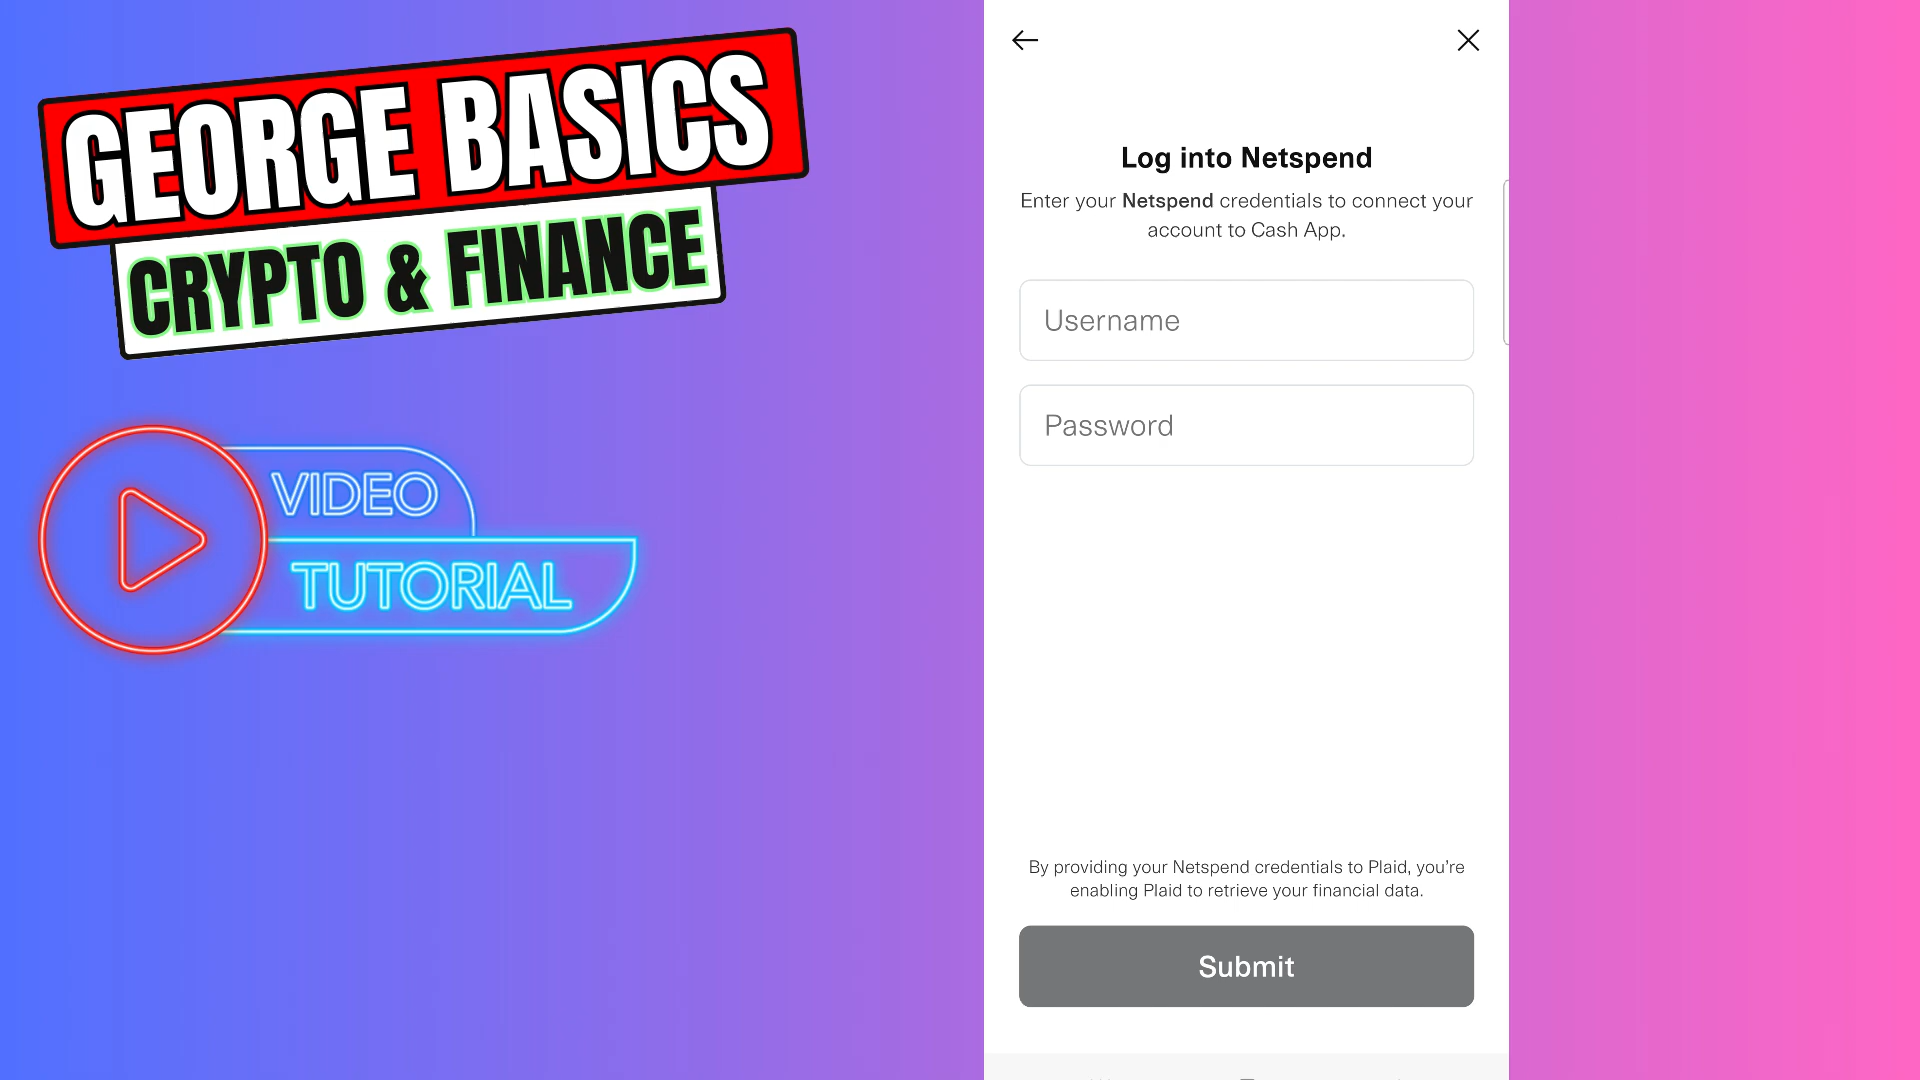 GEORGE BASICS
CRYPTO & FINANCE
VIDEO
TUTORIAL
Log into Netspend
Enter your Netspend credentials to connect your
account to Cash App.
Username
Password
By providing your Netspend credentials to Plaid, you're
enabling Plaid to retrieve your financial data.
Submit